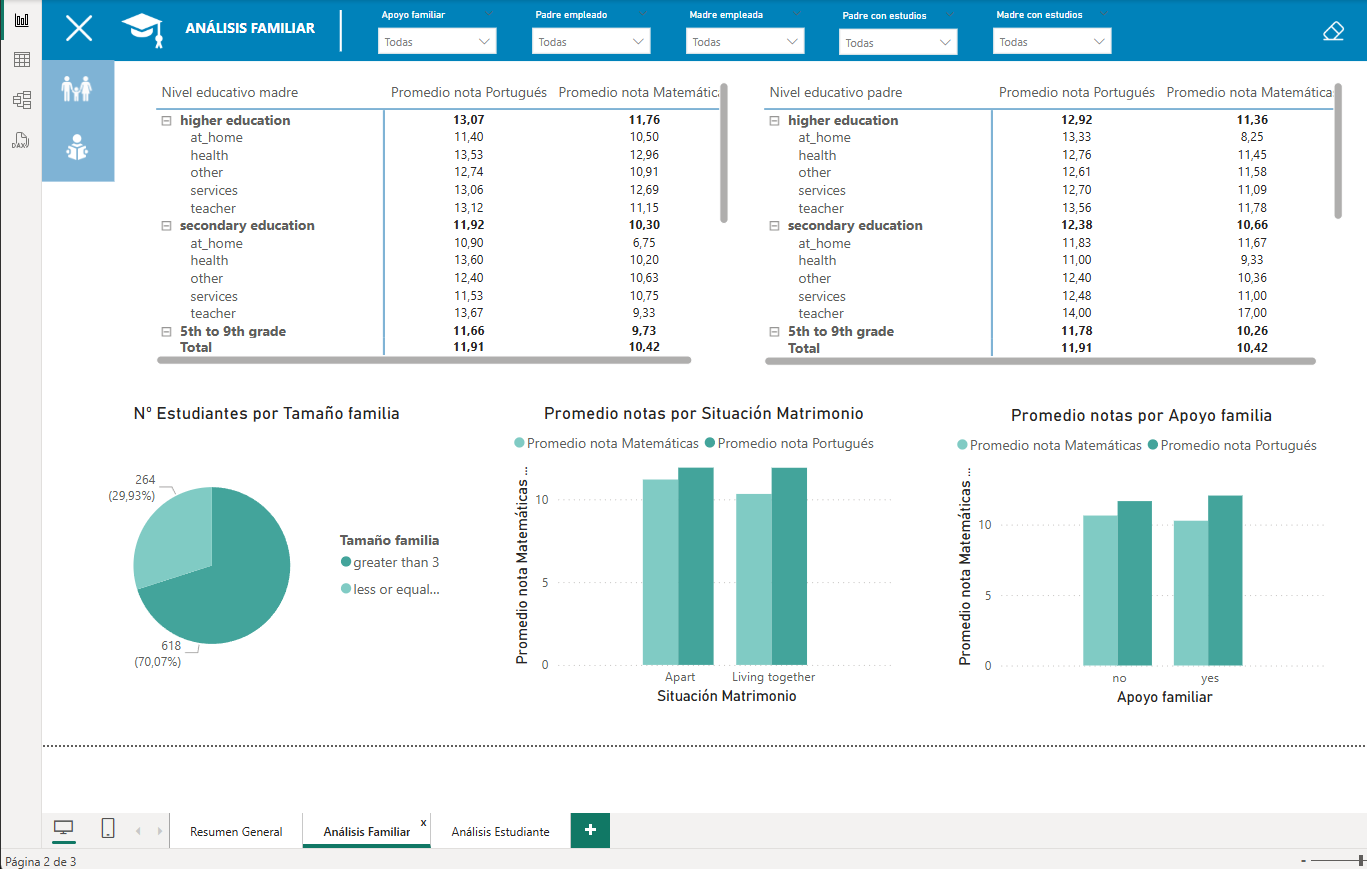 ANÁLISIS FAMILIAR
Apoyo familiar
Todas
Padre empleado
Todas
Madre empleada
Todas
Padre con estudios
Todas
Madre con estudios
Todas
DAX
Nivel educativo madre Promedio nota Portugués Promedio nota Matemátic
higher education 13,07 11,76
at_home 11,40 10,50
health 13,53 12,96
other 12,74 10,91
services 13,06 12,69
teacher 13,12 11,15
secondary education 11,92 10,30
at_home 10,90 6,75
health 13,60 10,20
other 12,40 10,63
services 11,53 10,75
teacher 13,67 9,33
5th to 9th grade 11,66 9,73
Total 11,91 10,42
Nivel educativo padre Promedio nota Portugués Promedio nota Matemáticas
higher education 12,92 11,36
at_home 13,33 8,25
health 12,76 11,45
other 12,61 11,58
services 12,70 11,09
teacher 13,56 11,78
secondary education 12,38 10,66
at_home 11,83 11,67
health 11,00 9,33
other 12,40 10,36
services 12,48 11,00
teacher 14,00 17,00
5th to 9th grade 11,78 10,26
Total 11,91 10,42
N° Estudiantes por Tamaño familia
264
(29,93%)
618
(70,07%)
Tamaño familia
greater than 3
less or equal...
Promedio notas por Situación Matrimonio
Promedio nota Matemáticas Promedio nota Portugués
Promedio nota Matemáticas ...
10
5
0
Apart Living together
Situación Matrimonio
Promedio notas por Apoyo familia
Promedio nota Matemáticas Promedio nota Portugués
Promedio nota Matemáticas ...
10
5
0
no yes
Apoyo familiar
Resumen General
Análisis Familiar x
Análisis Estudiante
+
Página 2 de 3
-